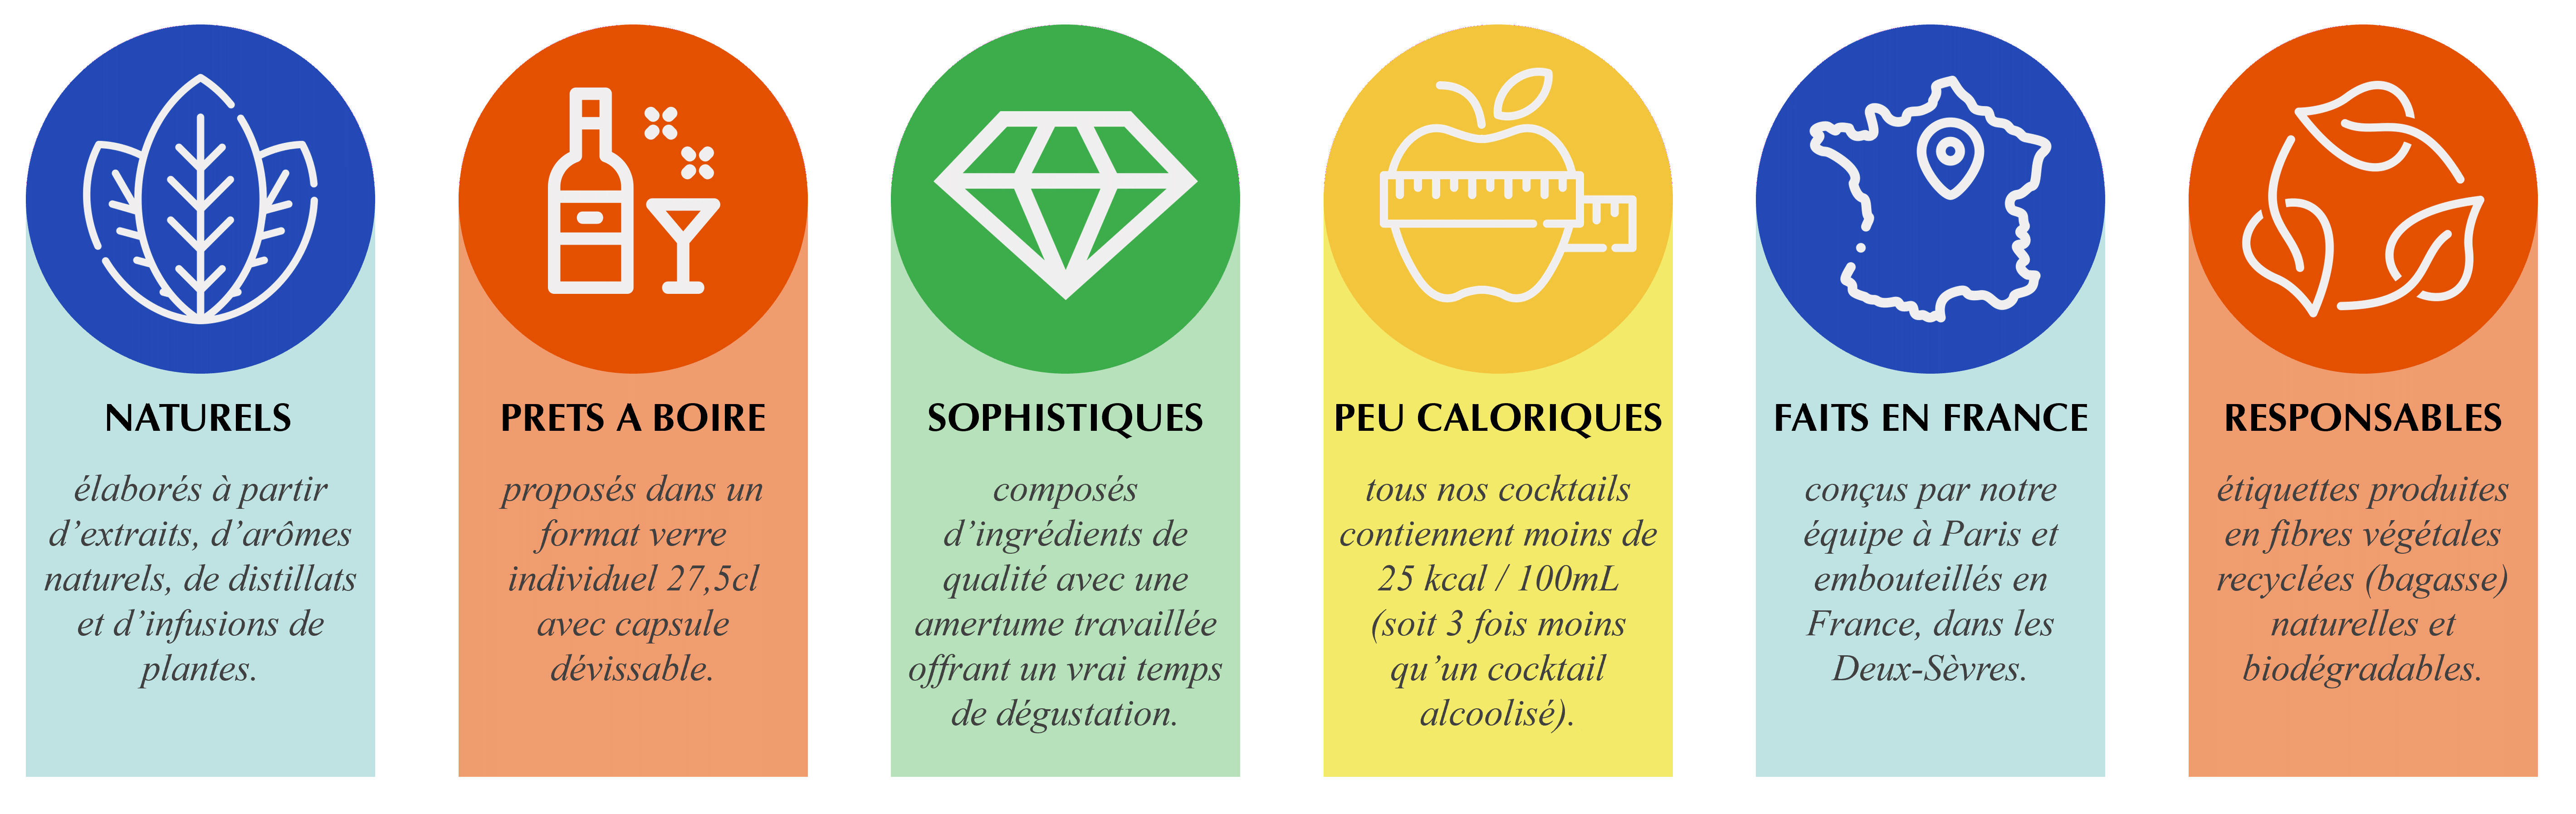 NATURELS
élaborés à partir
d’extraits, d’arômes
naturels, de distillats
et d’infusions de
plantes.
PRETS A BOIRE
proposés dans un
format verre
individuel 27,5cl
avec capsule
dévissable.
SOPHISTIQUES
composés
d’ingrédients de
qualité avec une
amertume travaillée
offrant un vrai temps
de dégustation.
PEU CALORIQUES
tous nos cocktails
contiennent moins de
25 kcal / 100mL
(soit 3 fois moins
qu’un cocktail
alcoolisé).
FAITS EN FRANCE
conçus par notre
équipe à Paris et
embouteillés en
France, dans les
Deux-Sèvres.
RESPONSABLES
étiquettes produites
en fibres végétales
recyclées (bagasse)
naturelles et
biodégradables.